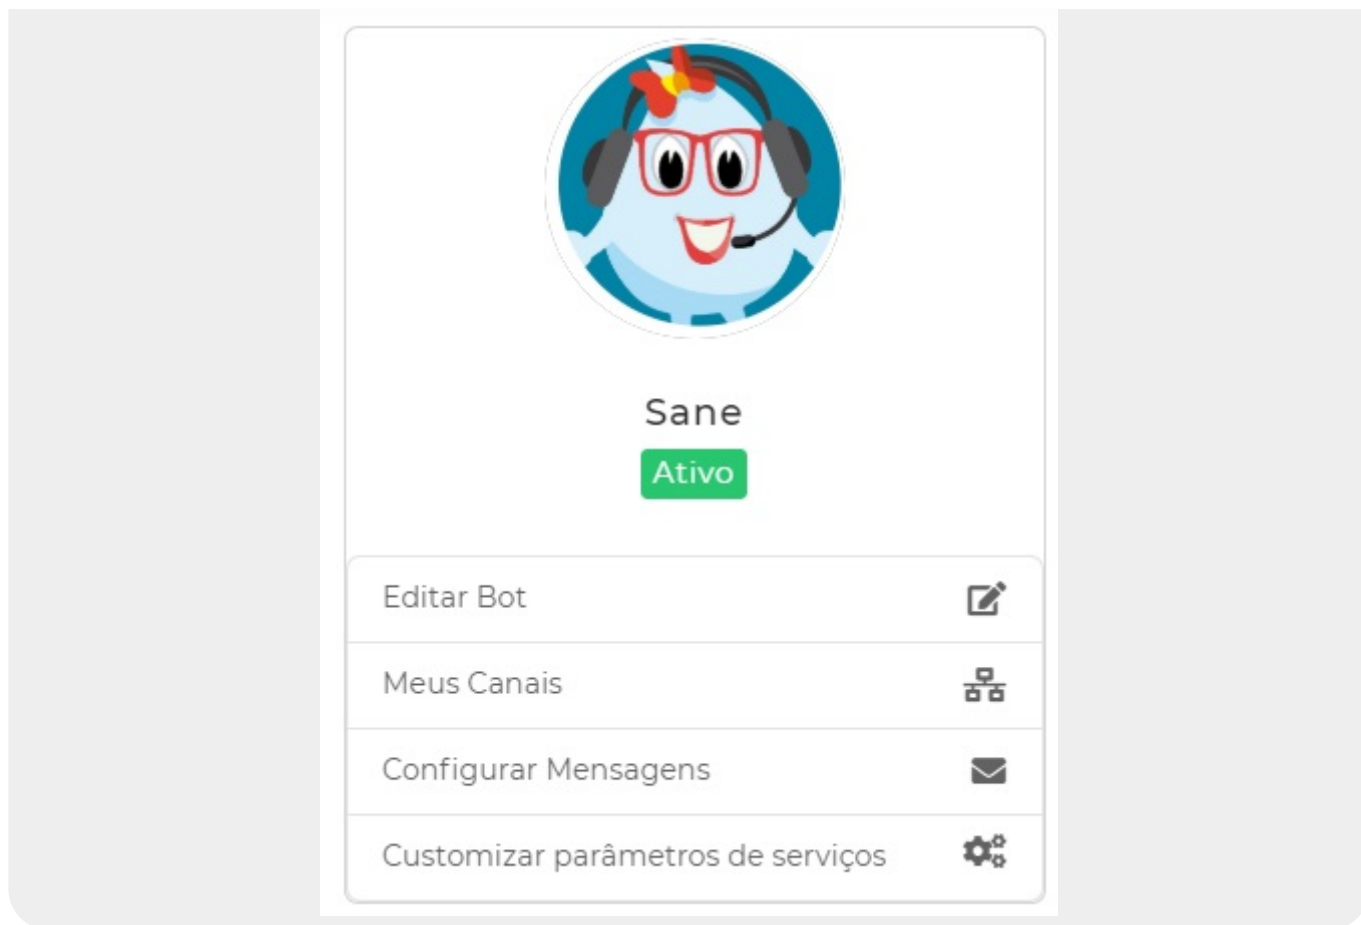 Sane
Ativo
Editar Bot
Meus Canais
Configurar Mensagens
Customizar parâmetros de serviços